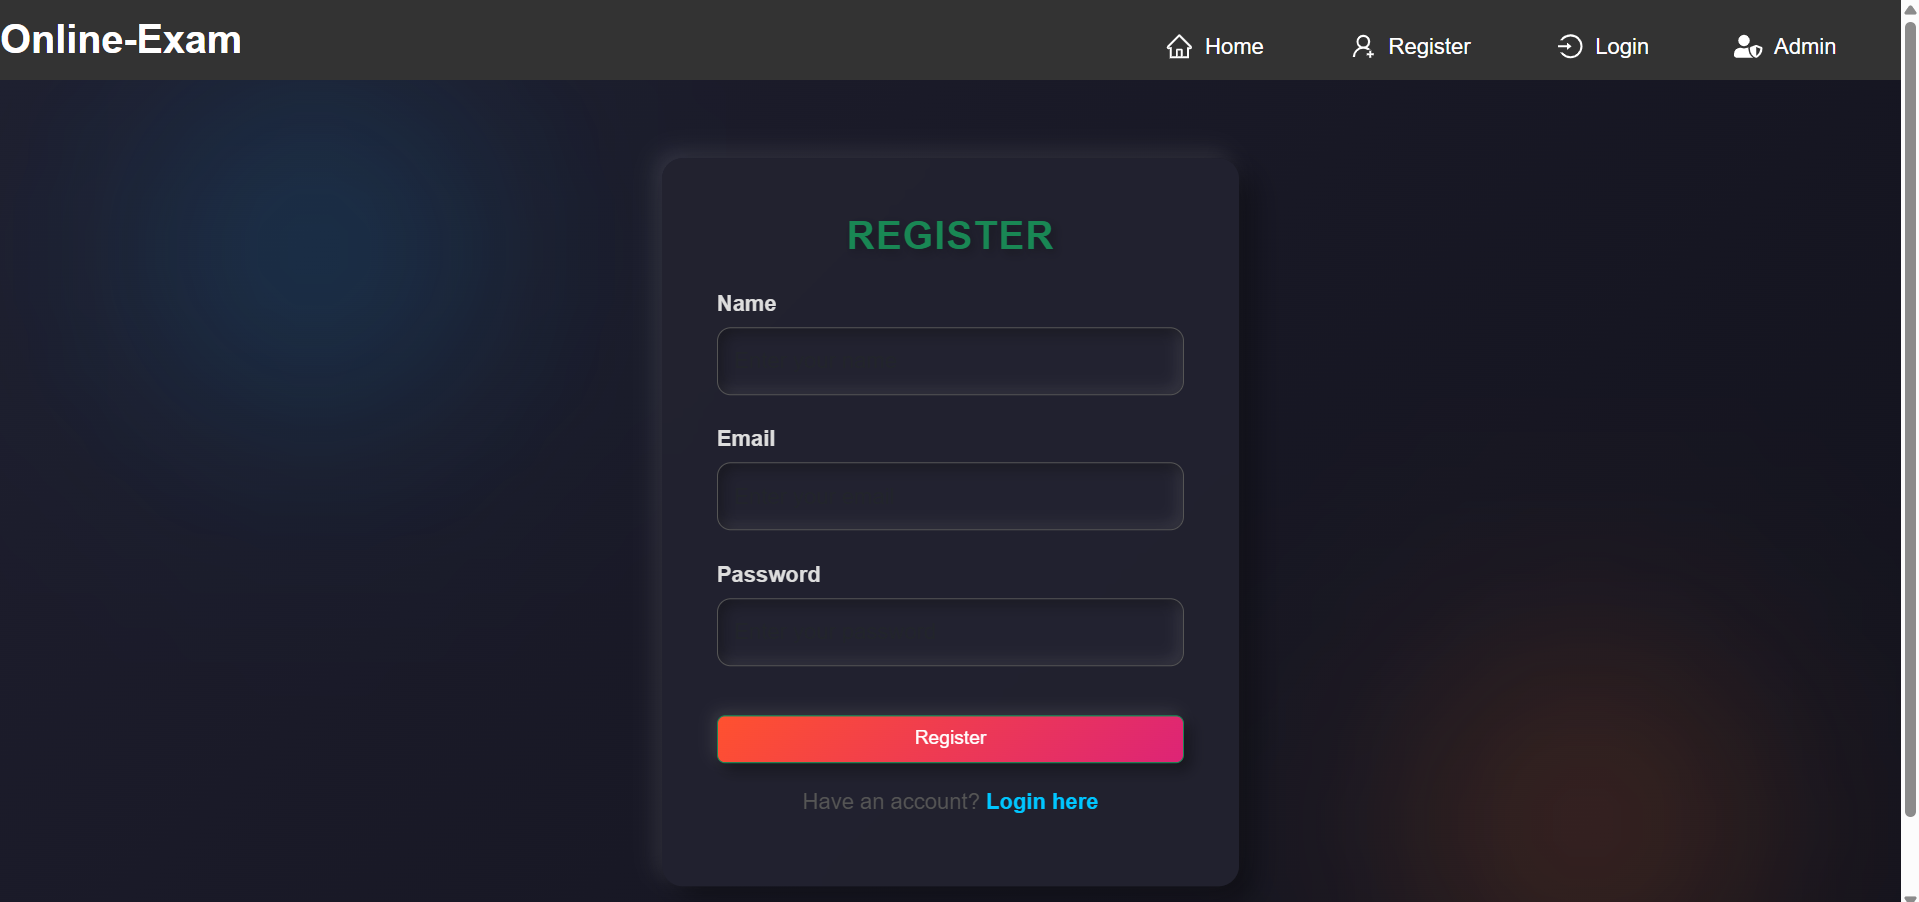 Online-Exam
Home
Register
Login
Admin
REGISTER
Name
Email
Password
Register
Have an account? Login here